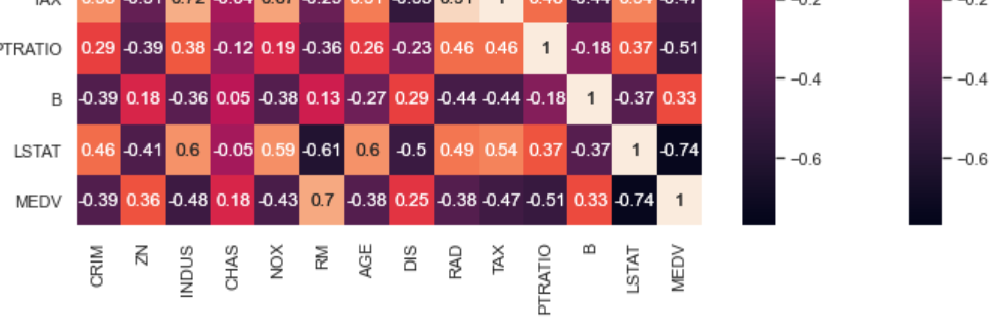 TAX 0.72 1
-0.2 -0.2
PTRATIO 0.29 -0.39 0.38 -0.12 0.19 -0.36 0.26 -0.23 0.46 0.46 1 -0.18 0.37 -0.51
-0.4 -0.4
B -0.39 0.18 -0.36 0.05 -0.38 0.13 -0.27 0.29 -0.44 -0.44 -0.18 1 -0.37 0.33
LSTAT 0.46 -0.41 0.6 -0.05 0.59 -0.61 0.6 -0.5 0.49 0.54 0.37 -0.37 1 -0.74
-0.6 -0.6
MEDV -0.39 0.36 -0.48 0.18 -0.43 0.7 -0.38 0.25 -0.38 -0.47 -0.51 0.33 -0.74 1
CRIM ZN INDUS CHAS NOX RM AGE DIS RAD TAX PTRATIO B LSTAT MEDV